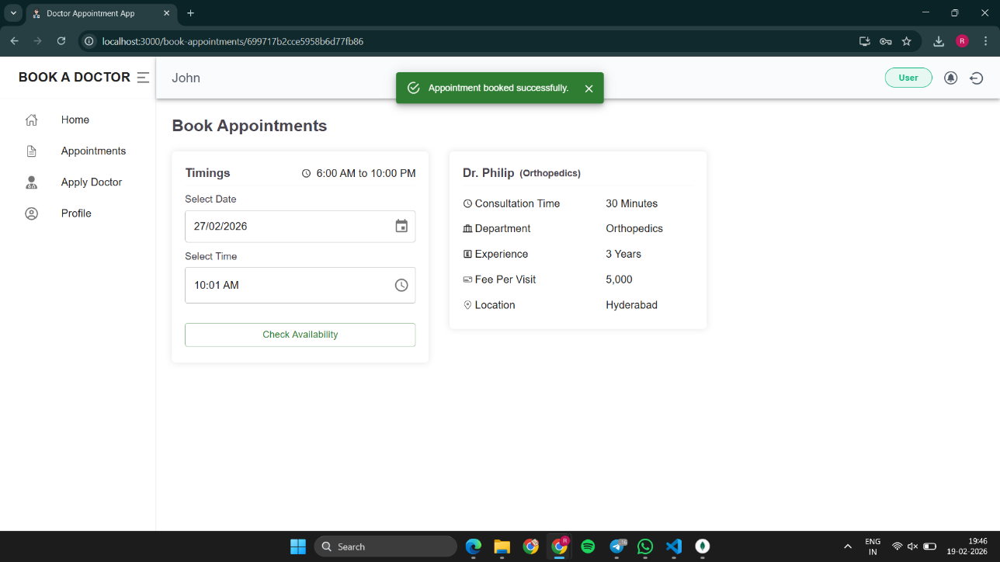 Doctor Appointment App
localhost:3000/book-appointments/699717b2cce5958b6d77fb86
R
BOOK A DOCTOR
John
Appointment booked successfully.
User
Home
Appointments
Apply Doctor
Profile
Book Appointments
Timings
6:00 AM to 10:00 PM
Select Date
27/02/2026
Select Time
10:01 AM
Check Availability
Dr. Philip (Orthopedics)
Consultation Time 30 Minutes
Department Orthopedics
Experience 3 Years
Fee Per Visit 5,000
Location Hyderabad
Search
R
ENG
IN
19:46
19-02-2026